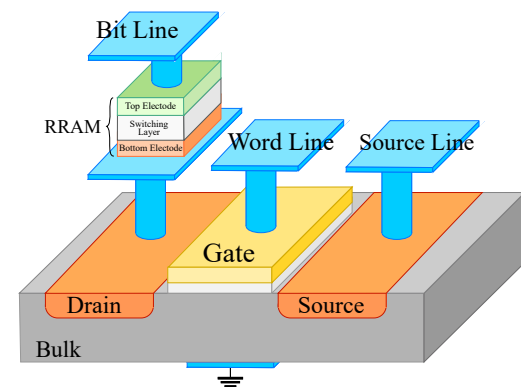 Bit Line
Top Electode
RRAM
Switching
Layer
Bottom Electode
Word Line
Source Line
Gate
Drain
Source
Bulk